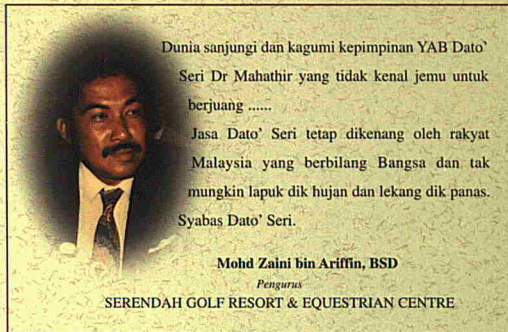 Dunia sanjungi dan kagumi kepimpinan YAB Dato'
Seri Dr Mahathir yang tidak kenal jemu untuk
berjuang ......
Jasa Dato' Seri tetap dikenang oleh rakyat
Malaysia yang berbilang Bangsa dan tak
mungkin lapuk dik hujan dan lekang dik panas.
Syabas Dato' Seri.
Mohd Zaini bin Ariffin, BSD
Pengurus
SERENDAH GOLF RESORT & EQUESTRIAN CENTRE